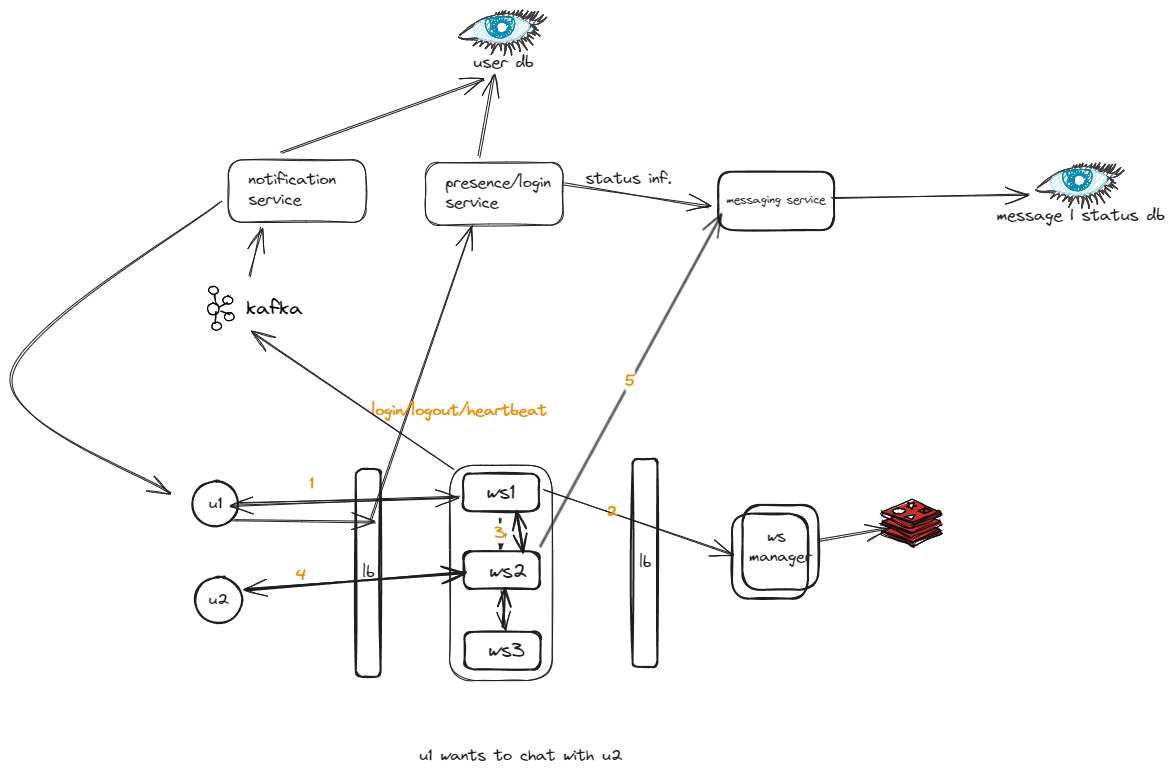 user db
notification
service
presence/login
service
status inf.
messaging service
message | status db
kafka
5
login/logout/heartbeat
1
u1
ws1
2
3
ws
manager
lb
lb
4
ws2
u2
ws3
u1 wants to chat with u2